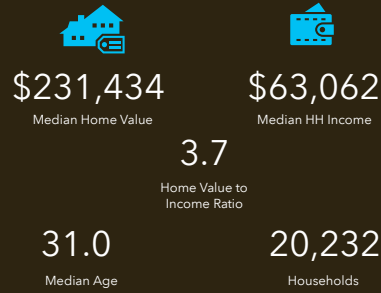 $231,434
Median Home Value
$63,062
Median HH Income
3.7
Home Value to
Income Ratio
31.0
Median Age
20,232
Households